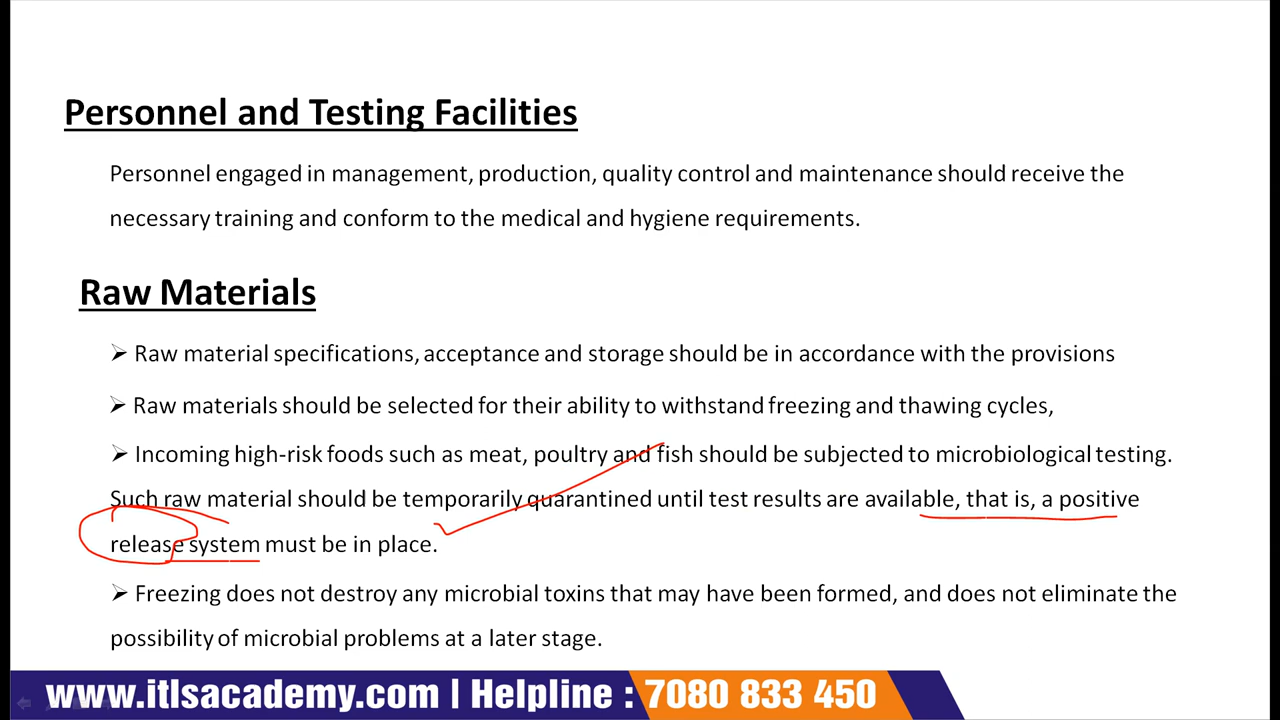 Personnel and Testing Facilities
Personnel engaged in management, production, quality control and maintenance should receive the
necessary training and conform to the medical and hygiene requirements.
Raw Materials
➢ Raw material specifications, acceptance and storage should be in accordance with the provisions
➢ Raw materials should be selected for their ability to withstand freezing and thawing cycles,
➢ Incoming high-risk foods such as meat, poultry and fish should be subjected to microbiological testing.
Such raw material should be temporarily quarantined until test results are available, that is, a positive
release system must be in place.
➢ Freezing does not destroy any microbial toxins that may have been formed, and does not eliminate the
possibility of microbial problems at a later stage.
www.itlsacademy.com | Helpline : 7080 833 450